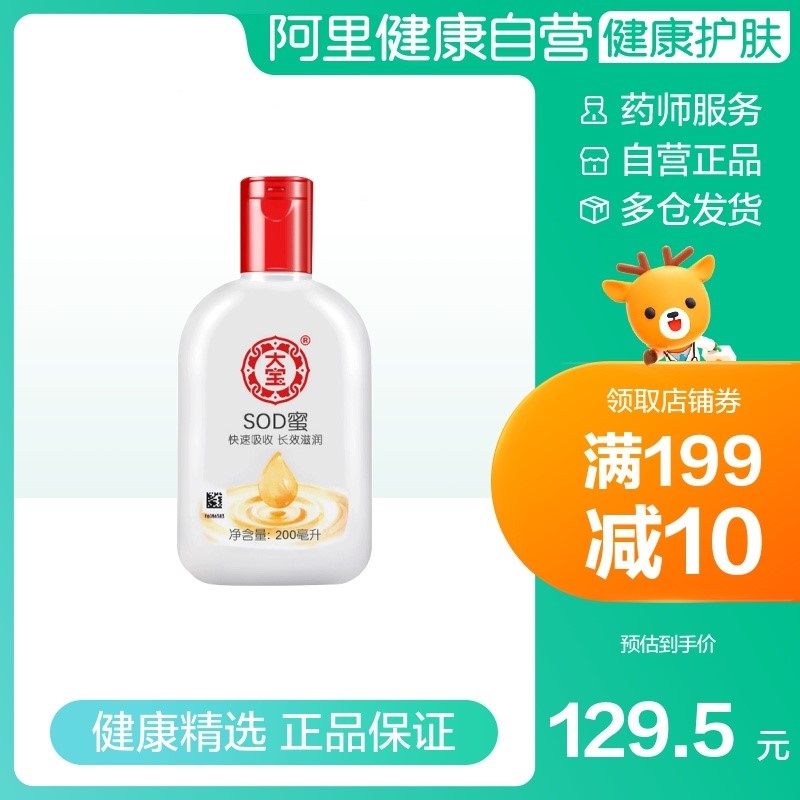 阿里健康自营 健康护肤
药师服务
自营正品
多仓发货
大宝®
SOD蜜
快速吸收 长效滋润
净含量: 200毫升
领取店铺券
满199
减10
预估到手价
129.5 元
健康精选 正品保证